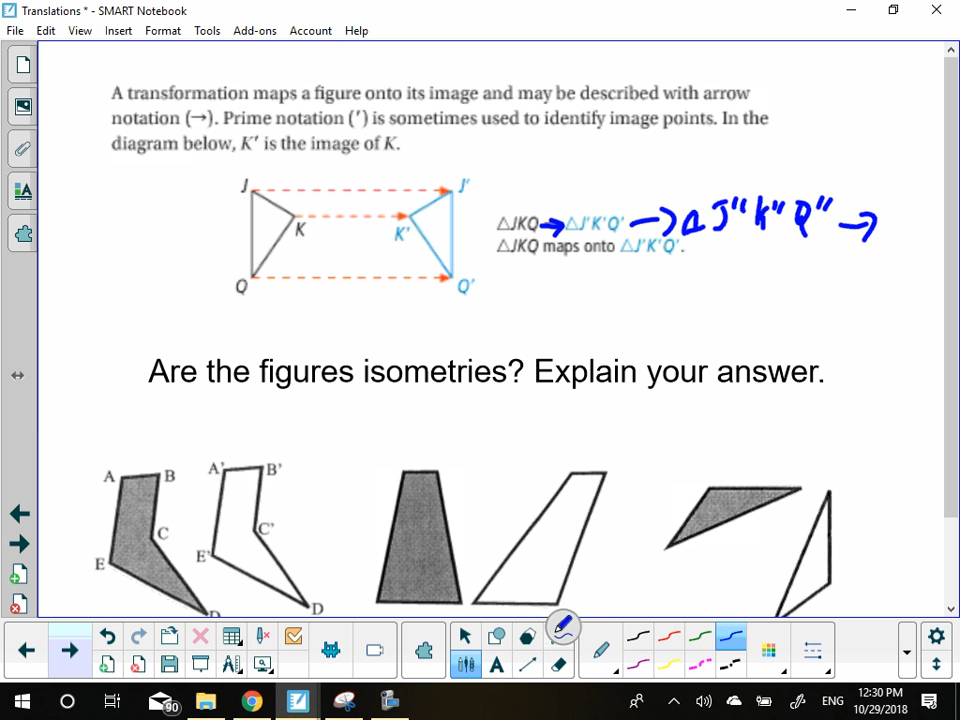 Translations * - SMART Notebook
File Edit View Insert Format Tools Add-ons Account Help
A transformation maps a figure onto its image and may be described with arrow
notation (→). Prime notation (′) is sometimes used to identify image points. In the
diagram below, K′ is the image of K.
J J′
K K′
Q Q′
△JKQ → △J′K′Q′ → △ J″ K″ Q″ →
△JKQ maps onto △J′K′Q′.
Are the figures isometries? Explain your answer.
A B A' B'
C C'
E E'
D D
A
90
ENG
12:30 PM
10/29/2018